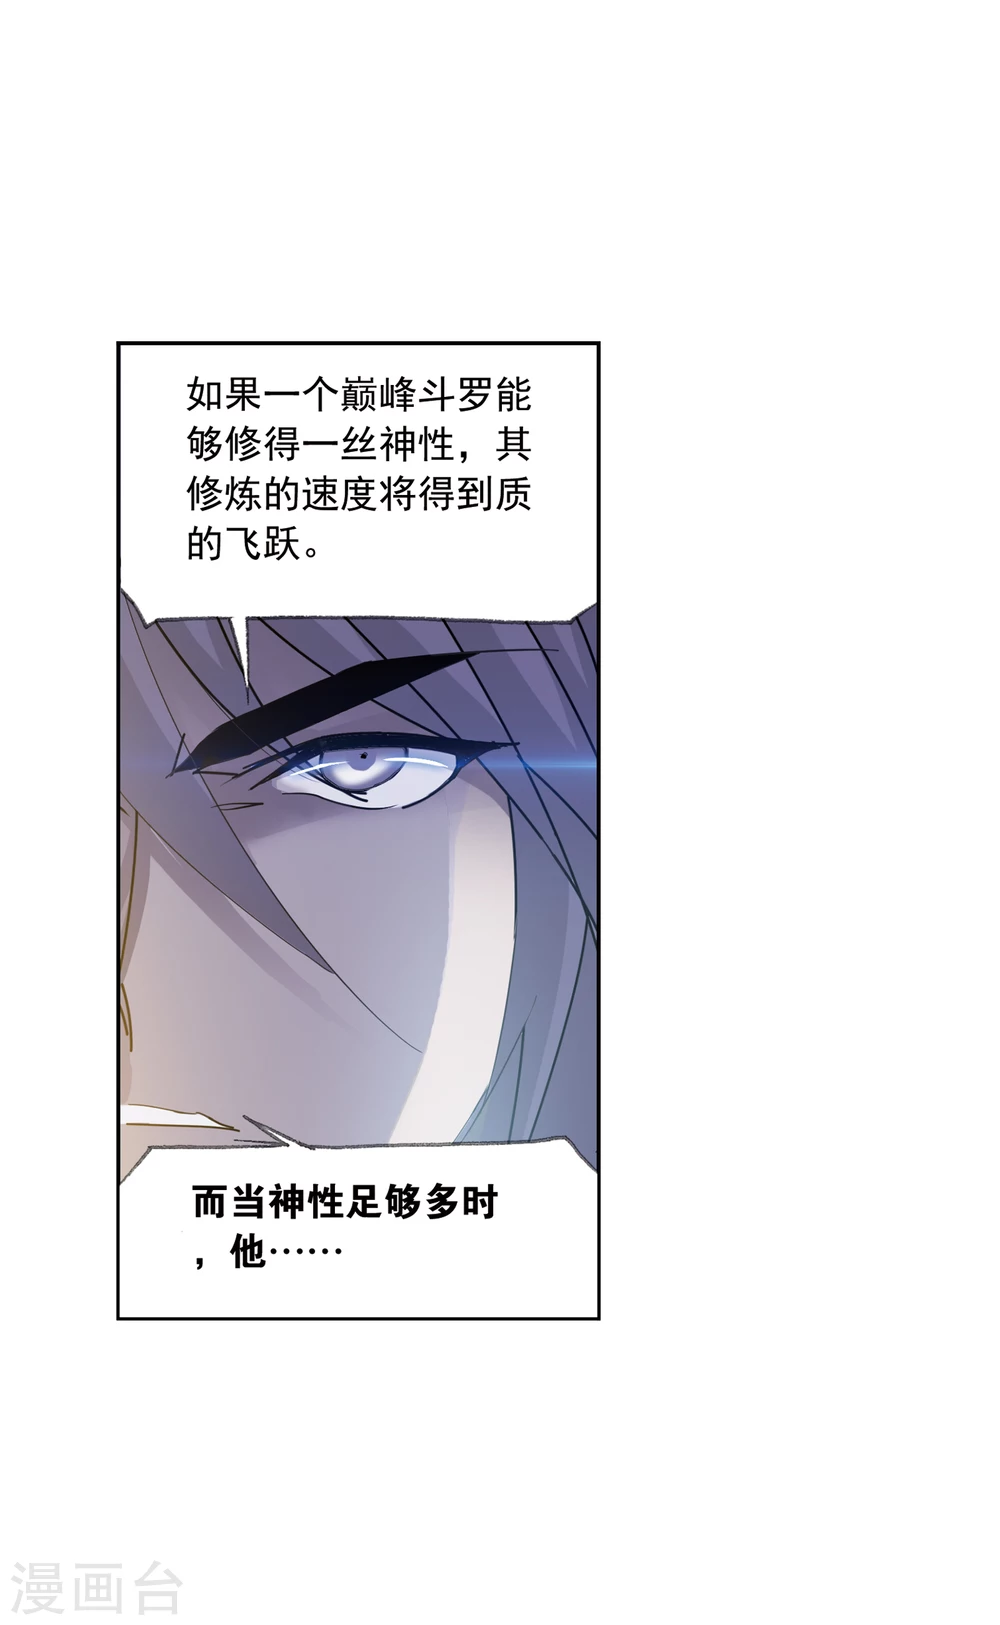 如果一个巅峰斗罗能
够修得一丝神性，其
修炼的速度将得到质
的飞跃。
而当神性足够多时
，他……
漫画台